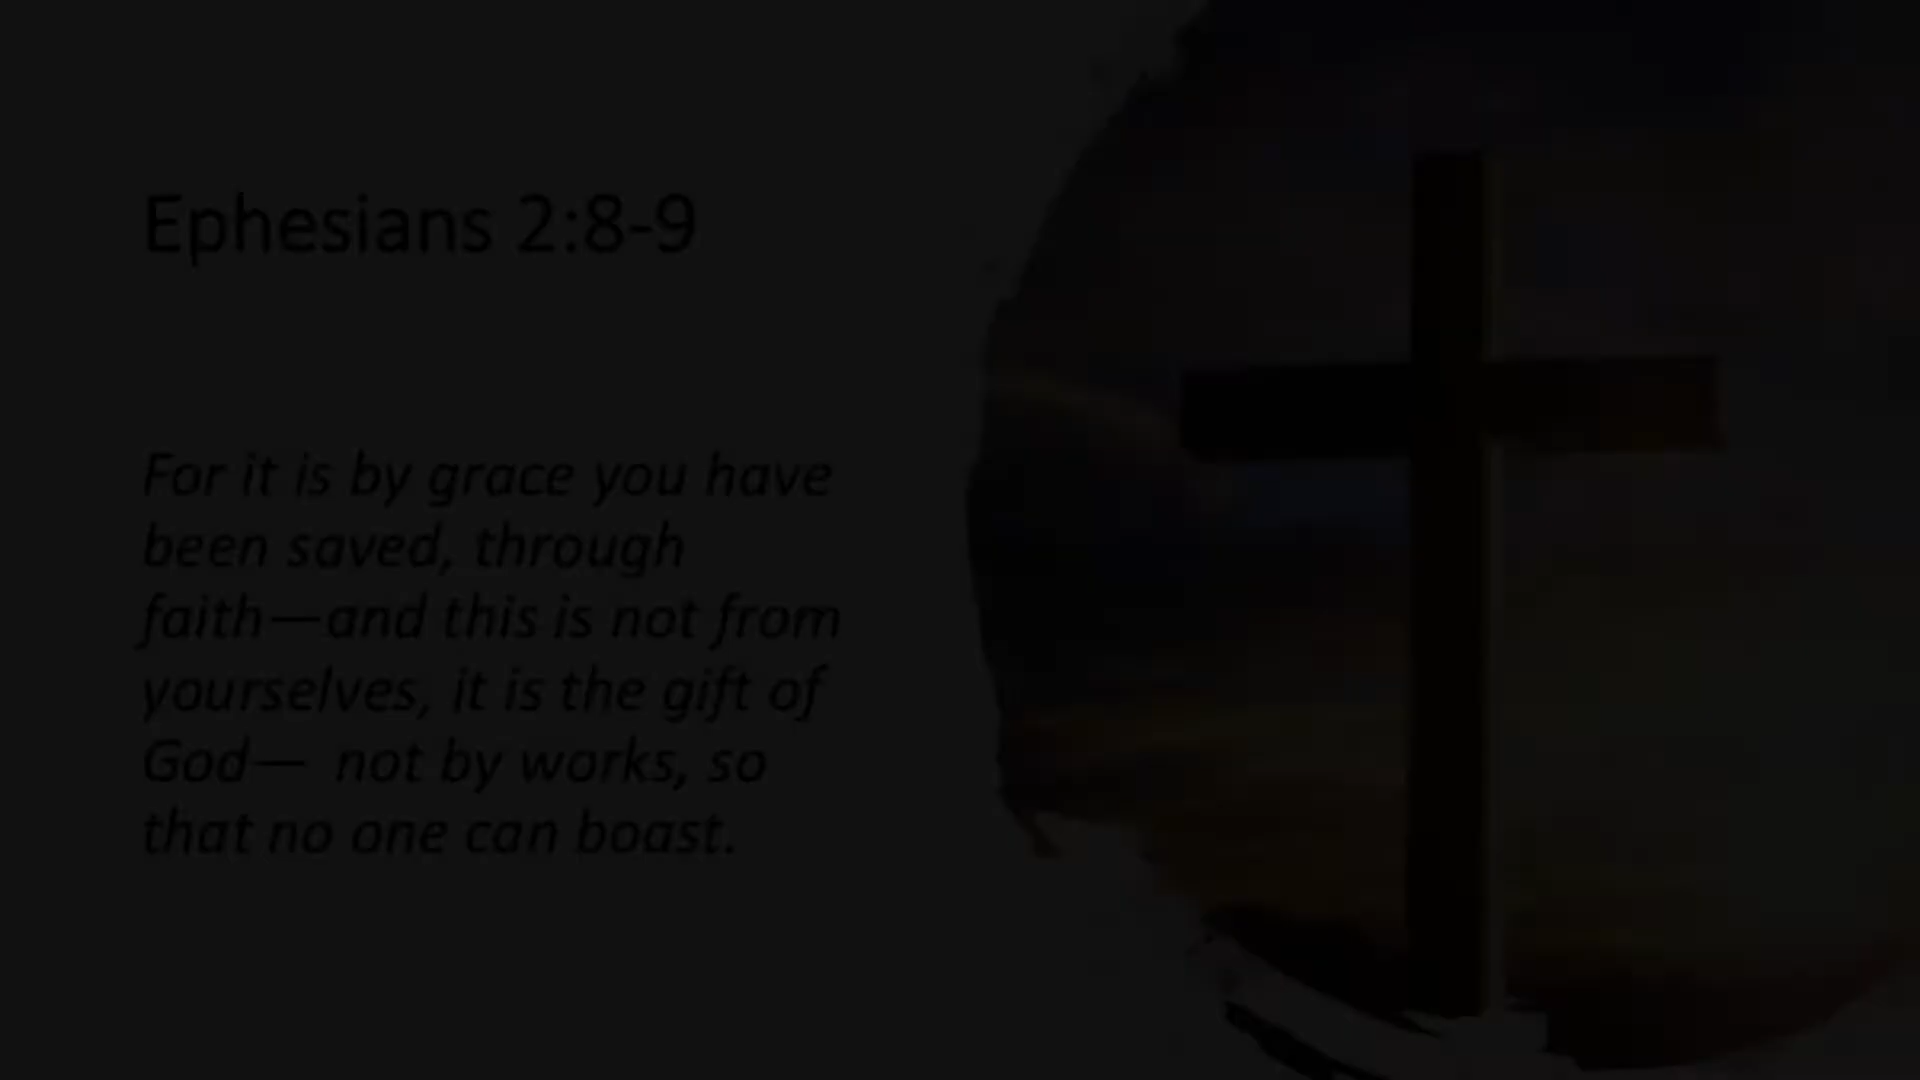 Ephesians 2:8-9
For it is by grace you have
been saved, through
faith—and this is not from
yourselves, it is the gift of
God— not by works, so
that no one can boast.